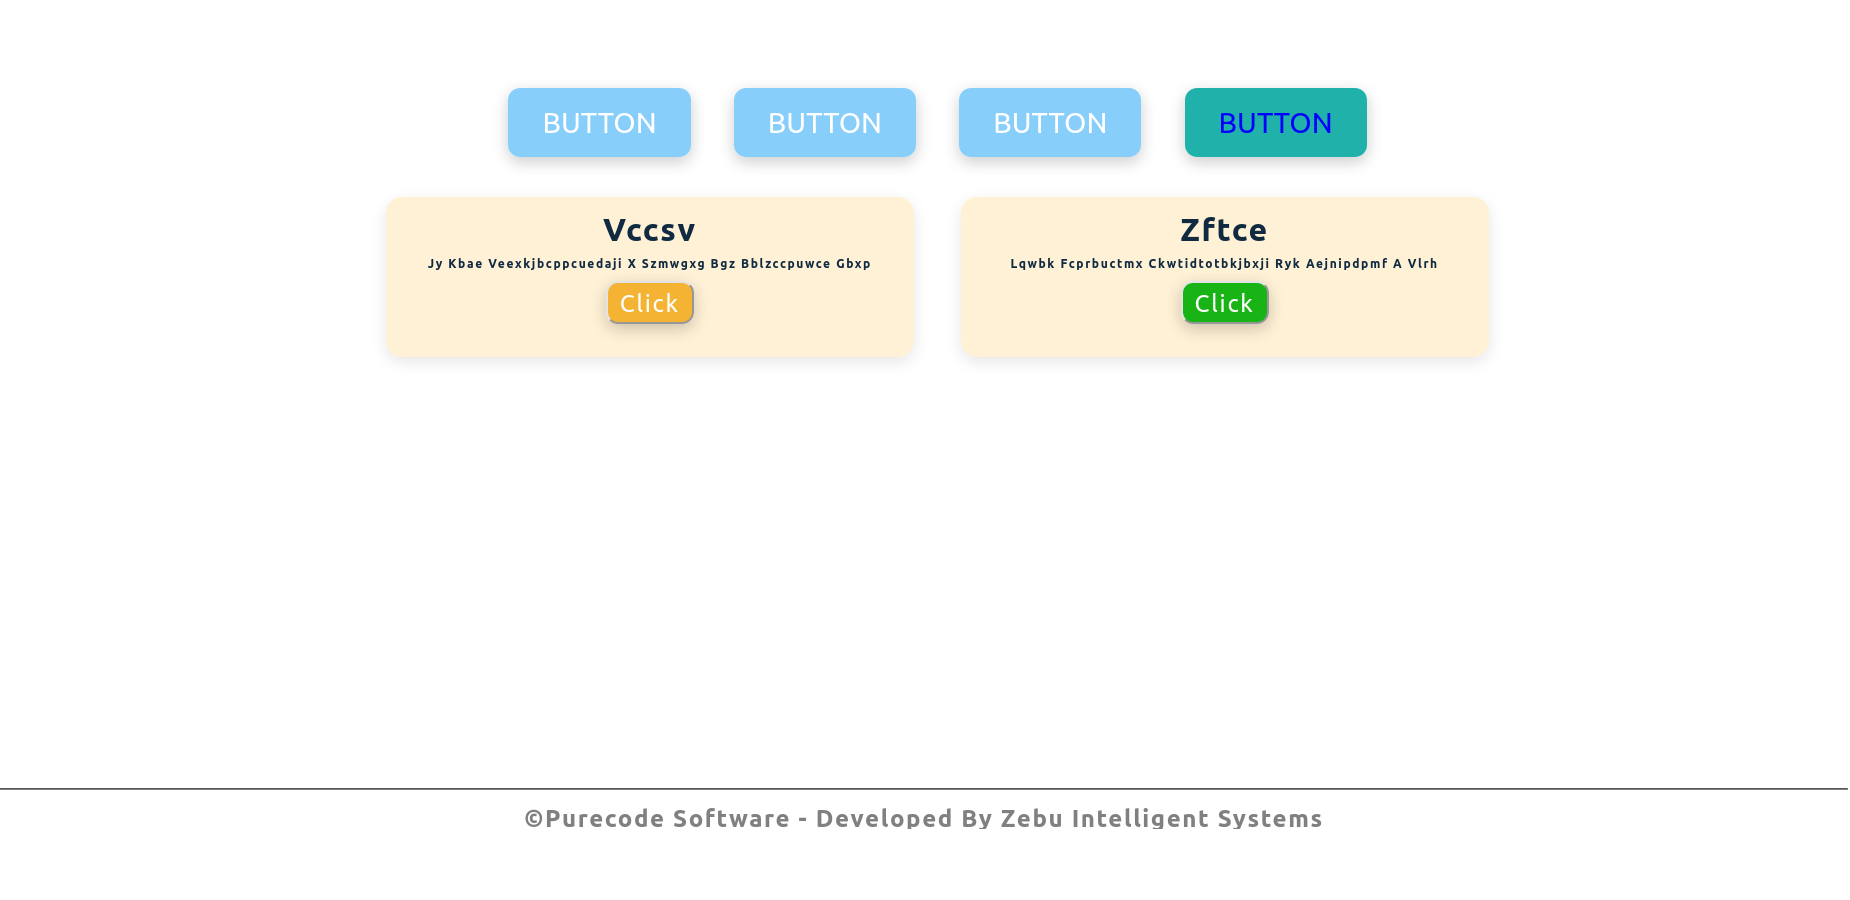 BUTTON BUTTON BUTTON BUTTON
Vccsv
Jy Kbae Veexkjbcppcuedaji X Szmwgxg Bgz Bblzccpuwce Gbxp
Click
Zftce
Lqwbk Fcprbuctmx Ckwtidtotbkjbxji Ryk Aejnipdpmf A Vlrh
Click
©Purecode Software - Developed By Zebu Intelligent Systems